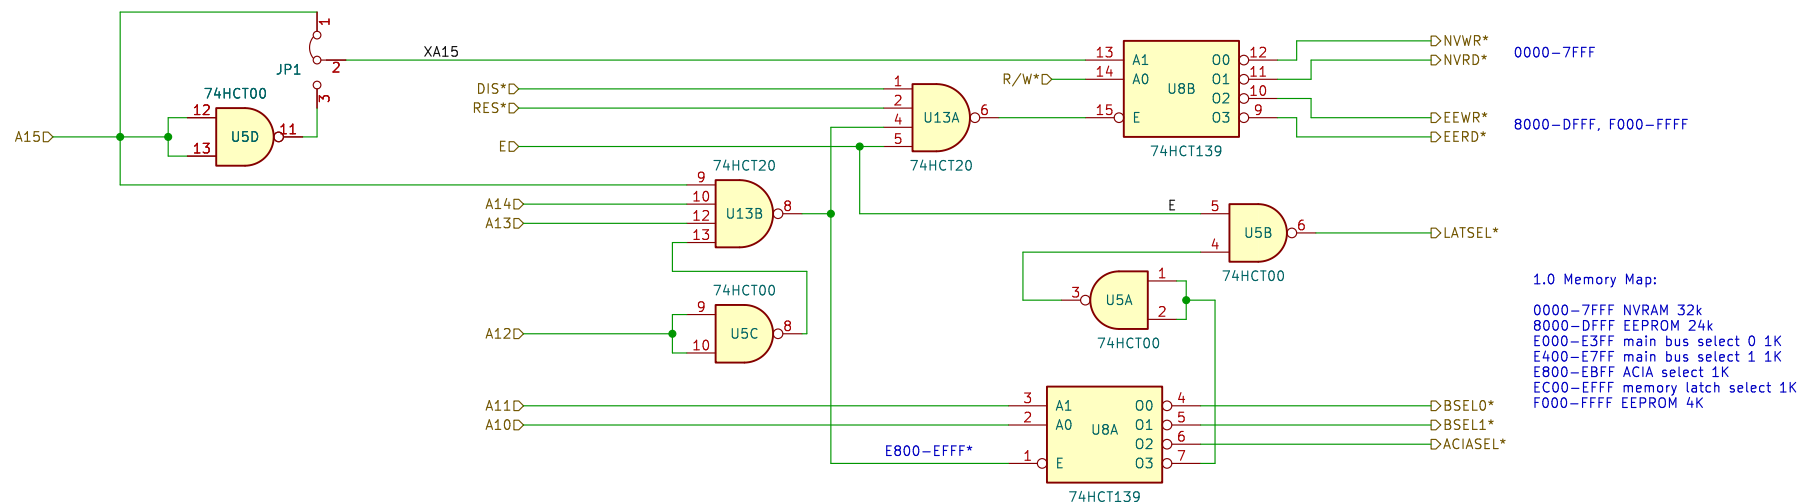 1
XA15
JP1
2
3
74HCT00
12
U5D
11
13
A15
DIS*
1
RES*
2
U13A
6
4
E
5
74HCT20
R/W*
13
A1
O0
12
NVWR*
0000-7FFF
14
A0
O1
11
NVRD*
U8B
O2
10
15
E
O3
9
EEWR*
8000-DFFF, F000-FFFF
EERD*
74HCT139
74HCT20
9
A14
10
U13B
8
A13
12
13
E
5
U5B
6
LATSEL*
4
74HCT00
3
U5A
1
2
74HCT00
74HCT00
9
A12
U5C
8
10
1.0 Memory Map:
0000-7FFF NVRAM 32k
8000-DFFF EEPROM 24k
E000-E3FF main bus select 0 1K
E400-E7FF main bus select 1 1K
E800-EBFF ACIA select 1K
EC00-EFFF memory latch select 1K
F000-FFFF EEPROM 4K
A11
3
A1
O0
4
BSEL0*
A10
2
A0
U8A
O1
5
BSEL1*
O2
6
ACIASEL*
E800-EFFF*
1
E
O3
7
74HCT139